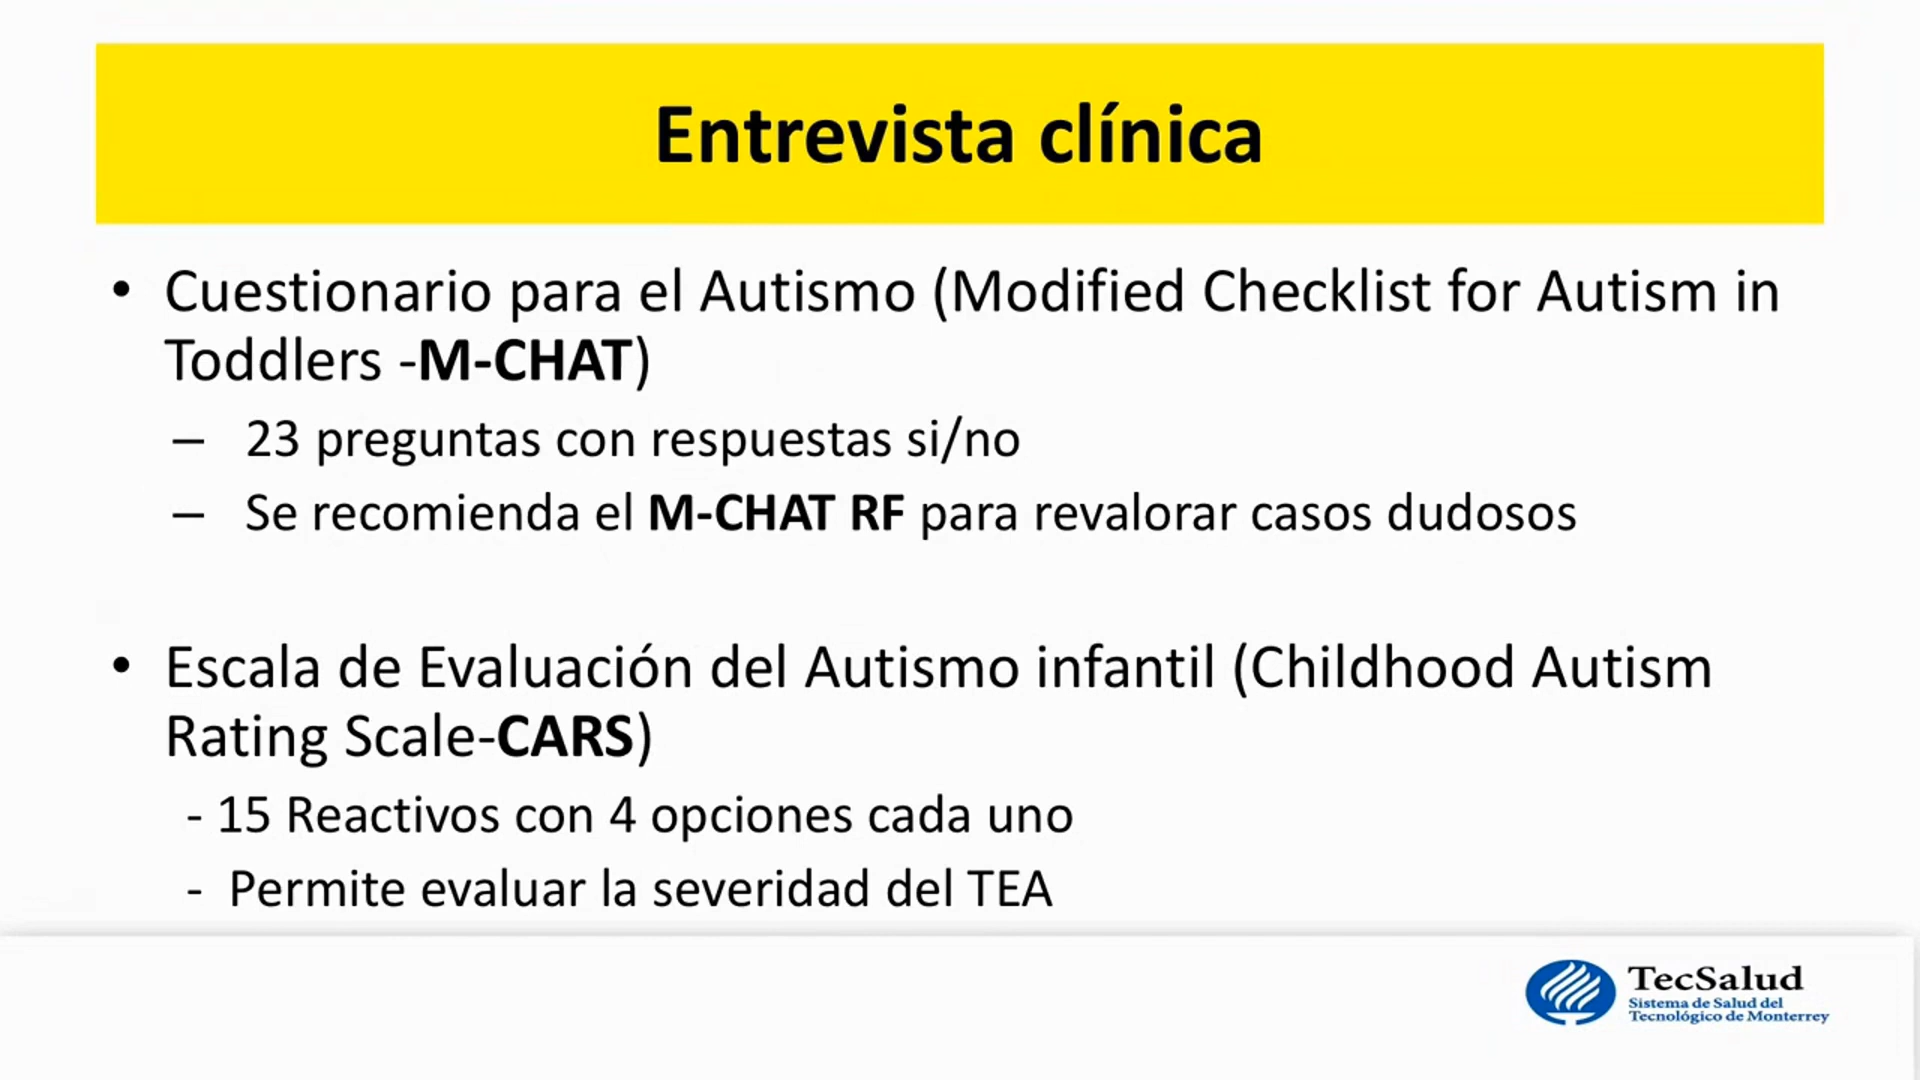 Entrevista clínica
• Cuestionario para el Autismo (Modified Checklist for Autism in
Toddlers -M-CHAT)
– 23 preguntas con respuestas si/no
– Se recomienda el M-CHAT RF para revalorar casos dudosos
• Escala de Evaluación del Autismo infantil (Childhood Autism
Rating Scale-CARS)
- 15 Reactivos con 4 opciones cada uno
- Permite evaluar la severidad del TEA
TecSalud
Sistema de Salud del
Tecnológico de Monterrey